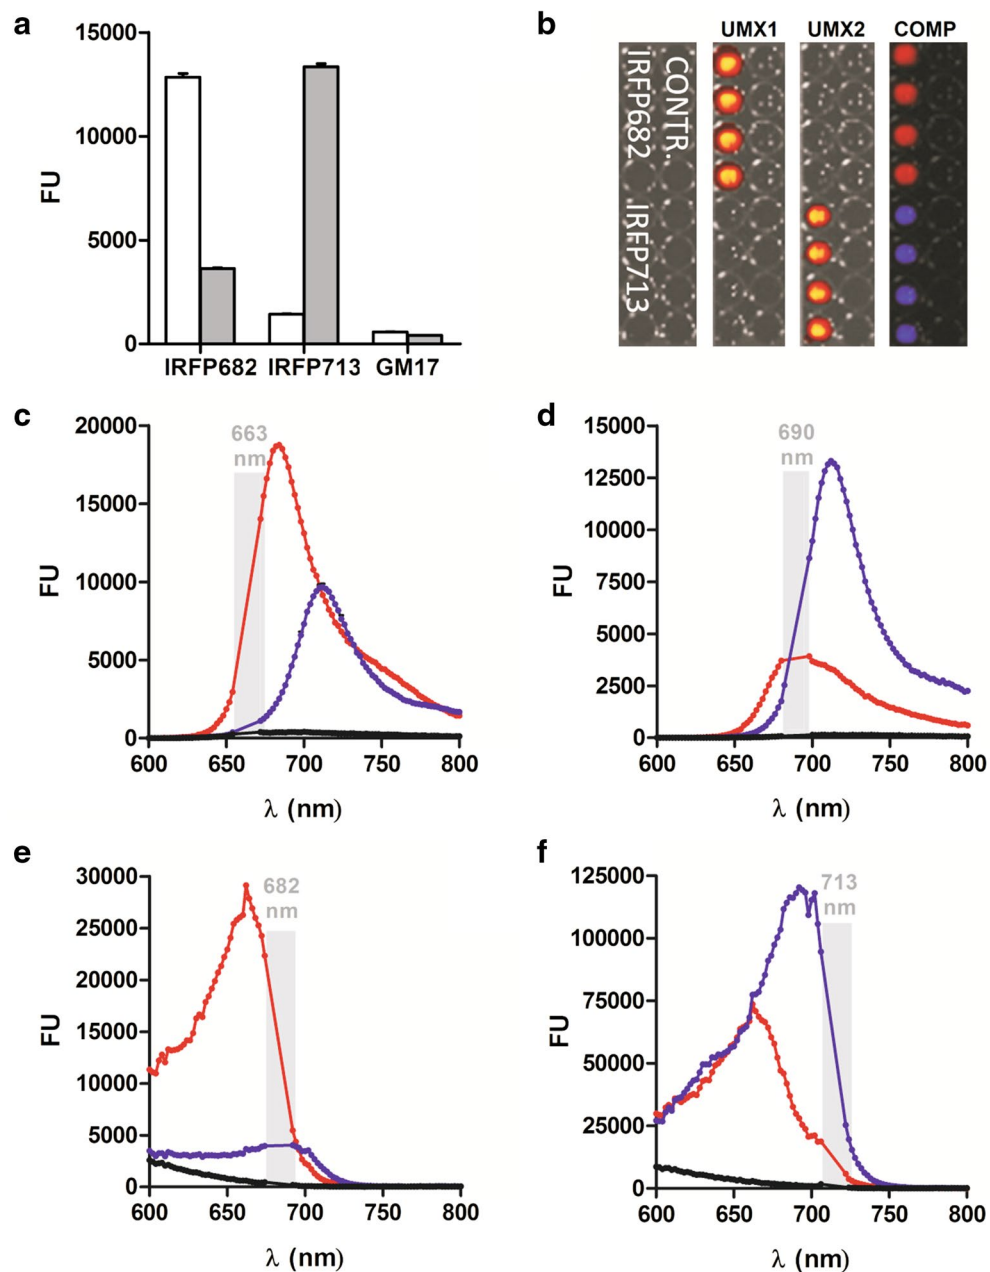 a
15000
10000
5000
0
FU
IRFP682
IRFP713
GM17
b
UMX1
UMX2
COMP
CONTR.
IRFP682
IRFP713
c
20000
15000
10000
5000
0
FU
663
nm
600
650
700
750
800
λ (nm)
d
15000
12500
10000
7500
5000
2500
0
FU
690
nm
600
650
700
750
800
λ (nm)
e
30000
25000
20000
15000
10000
5000
0
FU
682
nm
600
650
700
750
800
λ (nm)
f
125000
100000
75000
50000
25000
0
FU
713
nm
600
650
700
750
800
λ (nm)